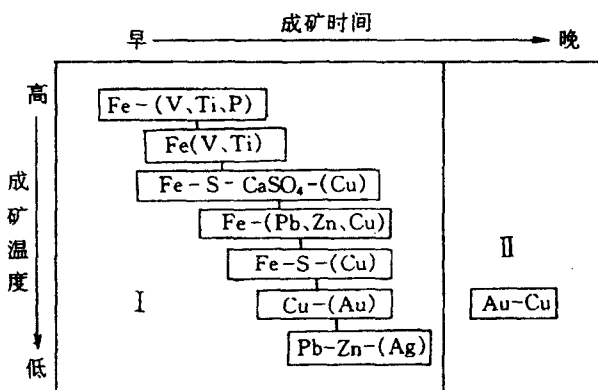 成矿时间
早 晚
高
成矿温度
低
Fe-(V、Ti、P)
Fe(V、Ti)
Fe-S-CaSO₄-(Cu)
Fe-(Pb、Zn、Cu)
Fe-S-(Cu)
Ⅱ
Ⅰ
Cu-(Au)
Au-Cu
Pb-Zn-(Ag)